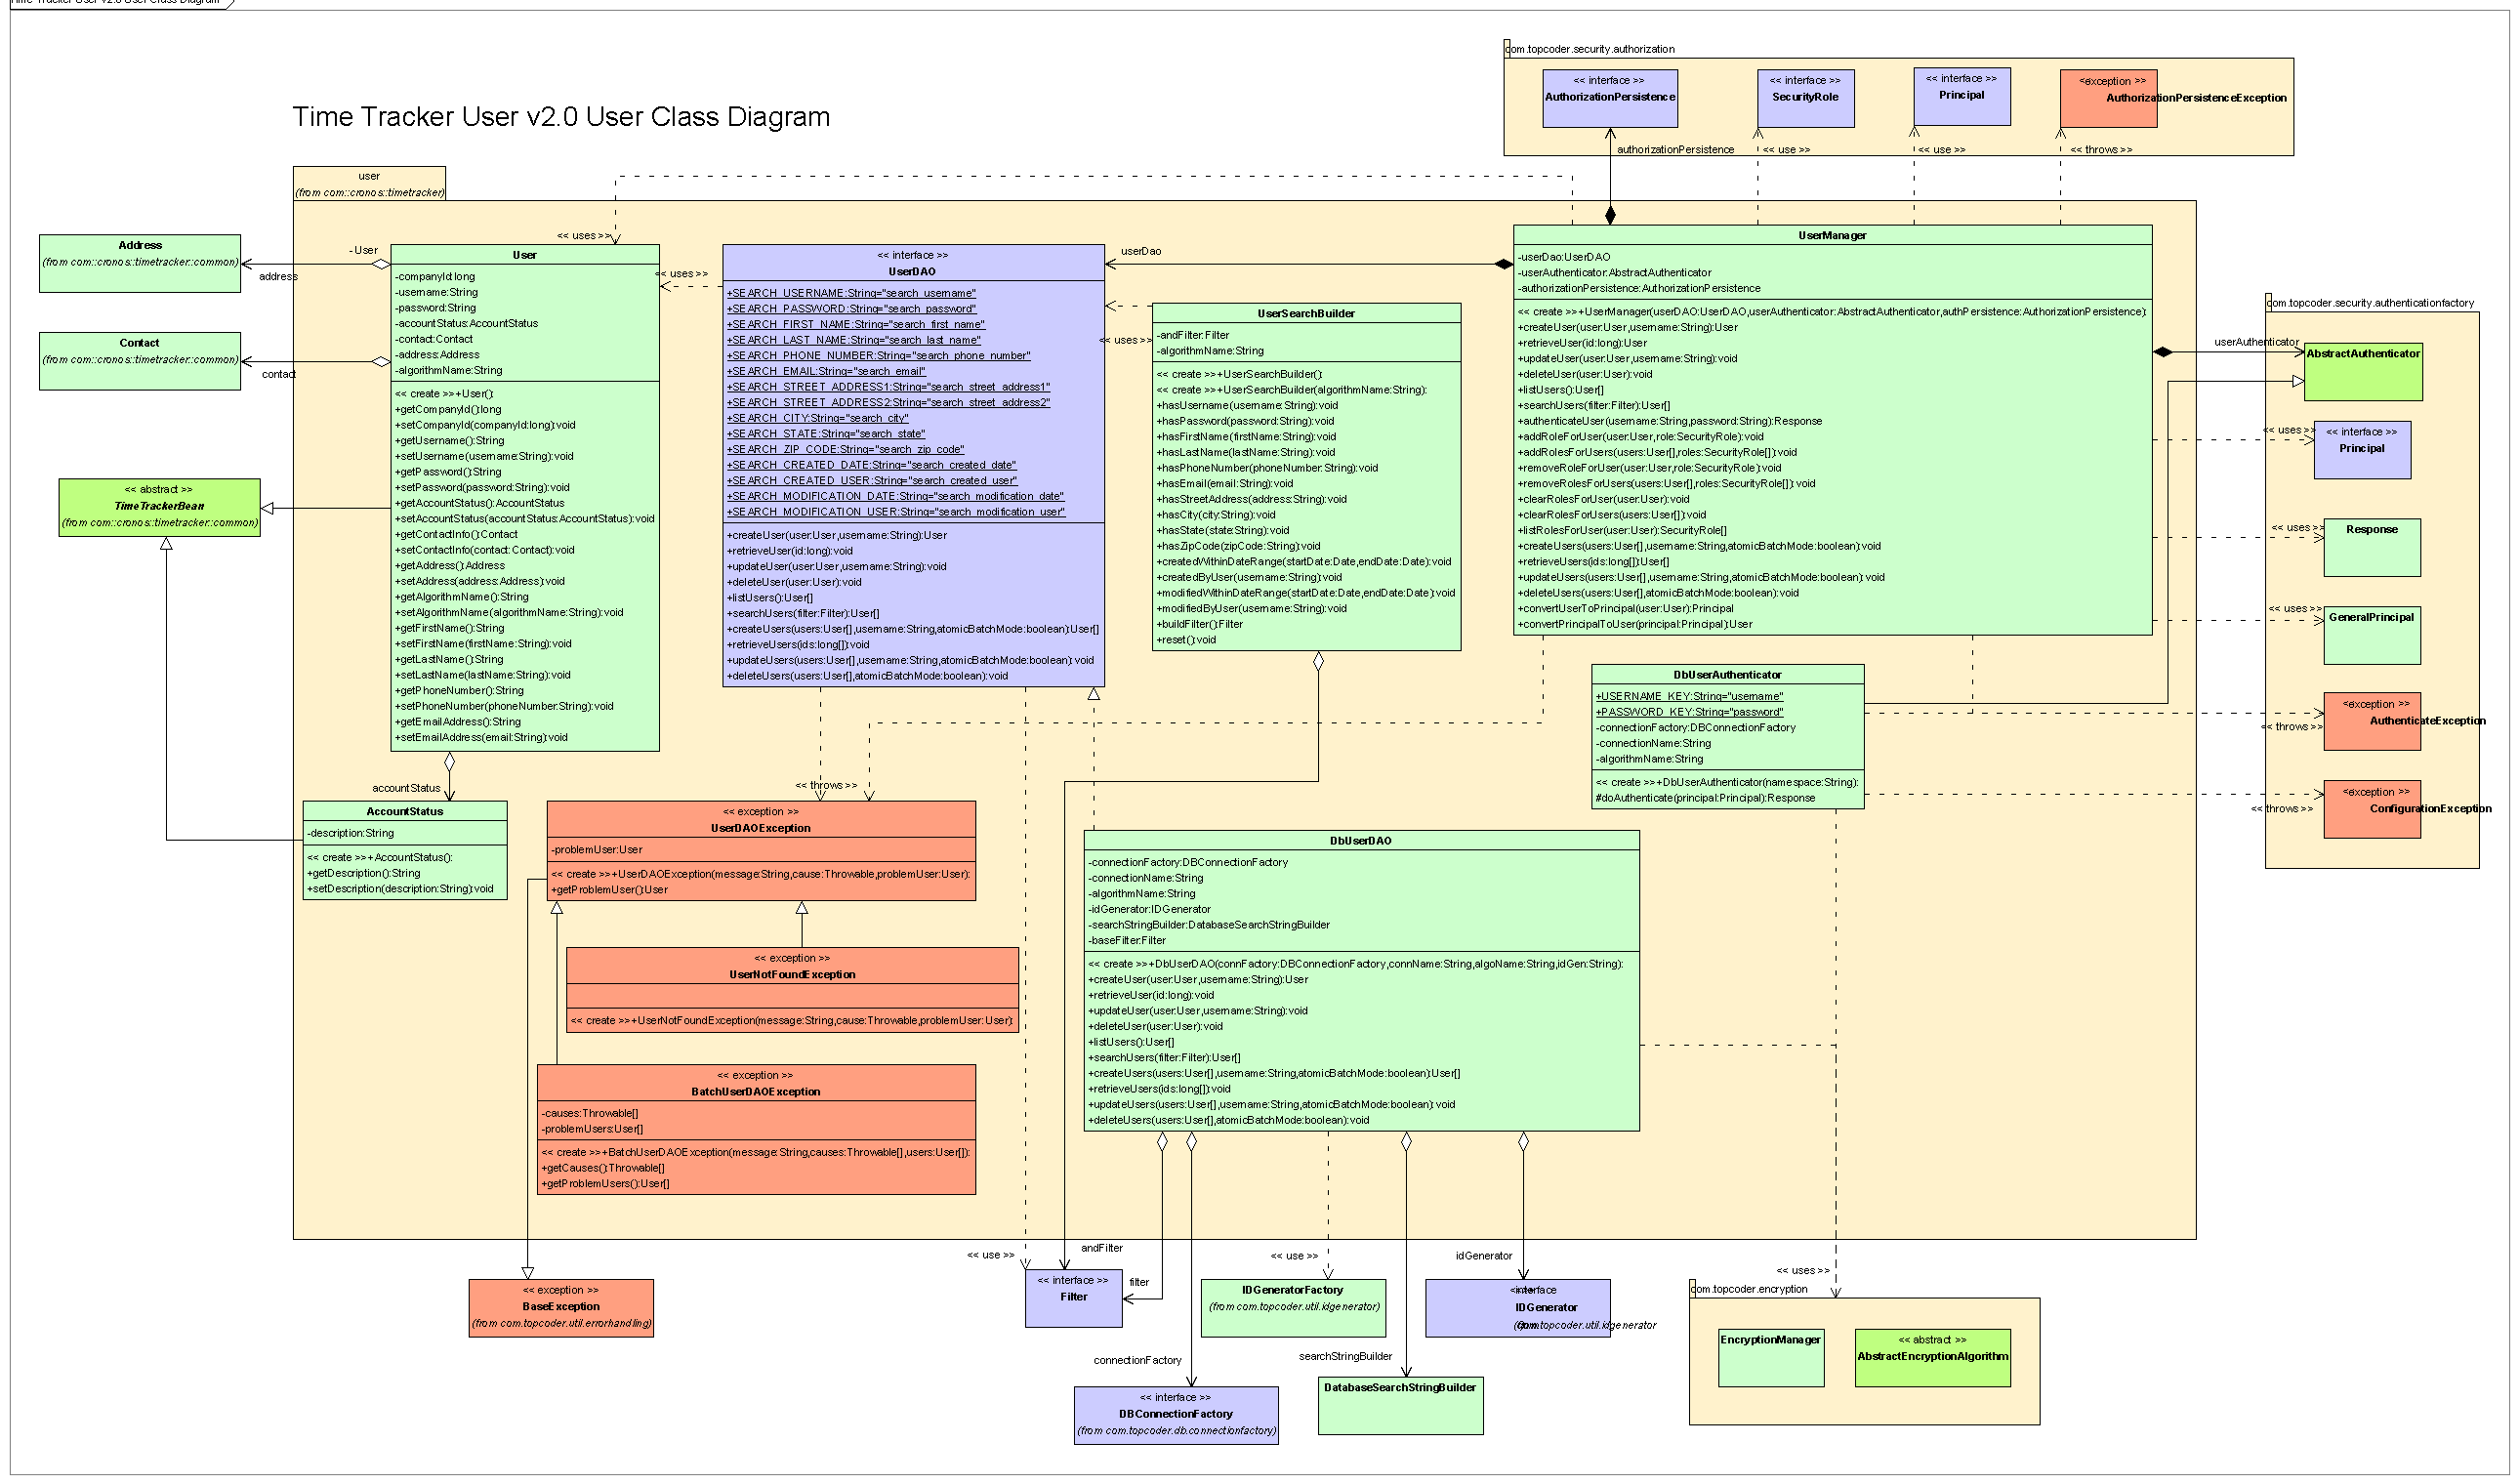 Time Tracker User v2.0 User Class Diagram
Time Tracker User v2.0 User Class Diagram
com.topcoder.security.authorization
<< interface >>
AuthorizationPersistence
<< interface >>
SecurityRole
<< interface >>
Principal
<<exception >>
AuthorizationPersistenceException
authorizationPersistence
<< use >>
<< use >>
<< throws >>
user
(from com::cronos::timetracker)
Address
(from com::cronos::timetracker::common)
-User
address
Contact
(from com::cronos::timetracker::common)
contact
<< abstract >>
TimeTrackerBean
(from com::cronos::timetracker::common)
<< uses >>
User
-companyId:long
-username:String
-password:String
-accountStatus:AccountStatus
-contact:Contact
-address:Address
-algorithmName:String
<< create >>+User():
+getCompanyId():long
+setCompanyId(companyId:long):void
+getUsername():String
+setUsername(username:String):void
+getPassword():String
+setPassword(password:String):void
+getAccountStatus():AccountStatus
+setAccountStatus(accountStatus:AccountStatus):void
+getContactInfo():Contact
+setContactInfo(contact: Contact):void
+getAddress():Address
+setAddress(address:Address):void
+getAlgorithmName():String
+setAlgorithmName(algorithmName:String):void
+getFirstName():String
+setFirstName(firstName:String):void
+getLastName():String
+setLastName(lastName:String):void
+getPhoneNumber():String
+setPhoneNumber(phoneNumber:String):void
+getEmailAddress():String
+setEmailAddress(email:String):void
<< uses >>
<< interface >>
UserDAO
+SEARCH_USERNAME:String="search_username"
+SEARCH_PASSWORD:String="search_password"
+SEARCH_FIRST_NAME:String="search_first_name"
+SEARCH_LAST_NAME:String="search_last_name"
+SEARCH_PHONE_NUMBER:String="search_phone_number"
+SEARCH_EMAIL:String="search_email"
+SEARCH_STREET_ADDRESS1:String="search_street_address1"
+SEARCH_STREET_ADDRESS2:String="search_street_address2"
+SEARCH_CITY:String="search_city"
+SEARCH_STATE:String="search_state"
+SEARCH_ZIP_CODE:String="search_zip_code"
+SEARCH_CREATED_DATE:String="search_created_date"
+SEARCH_CREATED_USER:String="search_created_user"
+SEARCH_MODIFICATION_DATE:String="search_modification_date"
+SEARCH_MODIFICATION_USER:String="search_modification_user"
+createUser(user:User,username:String):User
+retrieveUser(id:long):void
+updateUser(user:User,username:String):void
+deleteUser(user:User):void
+listUsers():User[]
+searchUsers(filter:Filter):User[]
+createUsers(users:User[],username:String,atomicBatchMode:boolean):User[]
+retrieveUsers(ids:long[]):void
+updateUsers(users:User[],username:String,atomicBatchMode:boolean):void
+deleteUsers(users:User[],atomicBatchMode:boolean):void
userDao
<< uses >>
UserSearchBuilder
-andFilter:Filter
-algorithmName:String
<< create >>+UserSearchBuilder():
<< create >>+UserSearchBuilder(algorithmName:String):
+hasUsername(username:String):void
+hasPassword(password:String):void
+hasFirstName(firstName:String):void
+hasLastName(lastName:String):void
+hasPhoneNumber(phoneNumber:String):void
+hasEmail(email:String):void
+hasStreetAddress(address:String):void
+hasCity(city:String):void
+hasState(state:String):void
+hasZipCode(zipCode:String):void
+createdWithinDateRange(startDate:Date,endDate:Date):void
+createdByUser(username:String):void
+modifiedWithinDateRange(startDate:Date,endDate:Date):void
+modifiedByUser(username:String):void
+buildFilter():Filter
+reset():void
UserManager
-userDao:UserDAO
-userAuthenticator:AbstractAuthenticator
-authorizationPersistence:AuthorizationPersistence
<< create >>+UserManager(userDAO:UserDAO,userAuthenticator:AbstractAuthenticator,authPersistence:AuthorizationPersistence):
+createUser(user:User,username:String):User
+retrieveUser(id:long):User
+updateUser(user:User,username:String):void
+deleteUser(user:User):void
+listUsers():User[]
+searchUsers(filter:Filter):User[]
+authenticateUser(username:String,password:String):Response
+addRoleForUser(user:User,role:SecurityRole):void
+addRolesForUsers(users:User[],roles:SecurityRole[]):void
+removeRoleForUser(user:User,role:SecurityRole):void
+removeRolesForUsers(users:User[],roles:SecurityRole[]):void
+clearRolesForUser(user:User):void
+clearRolesForUsers(users:User[]):void
+listRolesForUser(user:User):SecurityRole[]
+createUsers(users:User[],username:String,atomicBatchMode:boolean):void
+retrieveUsers(ids:long[]):User[]
+updateUsers(users:User[],username:String,atomicBatchMode:boolean):void
+deleteUsers(users:User[],atomicBatchMode:boolean):void
+convertUserToPrincipal(user:User):Principal
+convertPrincipalToUser(principal:Principal):User
com.topcoder.security.authenticationfactory
userAuthenticator
AbstractAuthenticator
<< uses >>
<< interface >>
Principal
<< uses >>
Response
<< uses >>
GeneralPrincipal
<<exception >>
AuthenticateException
<< throws >>
<<exception >>
ConfigurationException
<< throws >>
DbUserAuthenticator
+USERNAME_KEY:String="username"
+PASSWORD_KEY:String="password"
-connectionFactory:DBConnectionFactory
-connectionName:String
-algorithmName:String
<< create >>+DbUserAuthenticator(namespace:String):
#doAuthenticate(principal:Principal):Response
accountStatus
AccountStatus
-description:String
<< create >>+AccountStatus():
+getDescription():String
+setDescription(description:String):void
<< throws >>
<< exception >>
UserDAOException
-problemUser:User
<< create >>+UserDAOException(message:String,cause:Throwable,problemUser:User):
+getProblemUser():User
<< exception >>
UserNotFoundException
<< create >>+UserNotFoundException(message:String,cause:Throwable,problemUser:User):
<< exception >>
BatchUserDAOException
-causes:Throwable[]
-problemUsers:User[]
<< create >>+BatchUserDAOException(message:String,causes:Throwable[],users:User[]):
+getCauses():Throwable[]
+getProblemUsers():User[]
DbUserDAO
-connectionFactory:DBConnectionFactory
-connectionName:String
-algorithmName:String
-idGenerator:IDGenerator
-searchStringBuilder:DatabaseSearchStringBuilder
-baseFilter:Filter
<< create >>+DbUserDAO(connFactory:DBConnectionFactory,connName:String,algoName:String,idGen:String):
+createUser(user:User,username:String):User
+retrieveUser(id:long):void
+updateUser(user:User,username:String):void
+deleteUser(user:User):void
+listUsers():User[]
+searchUsers(filter:Filter):User[]
+createUsers(users:User[],username:String,atomicBatchMode:boolean):User[]
+retrieveUsers(ids:long[]):void
+updateUsers(users:User[],username:String,atomicBatchMode:boolean):void
+deleteUsers(users:User[],atomicBatchMode:boolean):void
<< exception >>
BaseException
(from com.topcoder.util.errorhandling)
<< use >>
andFilter
<< interface >>
Filter
filter
<< use >>
IDGeneratorFactory
(from com.topcoder.util.idgenerator)
idGenerator
interface
IDGenerator
com.topcoder.util.idgenerator
connectionFactory
<< interface >>
DBConnectionFactory
(from com.topcoder.db.connectionfactory)
searchStringBuilder
DatabaseSearchStringBuilder
<< uses >>
com.topcoder.encryption
EncryptionManager
<< abstract >>
AbstractEncryptionAlgorithm